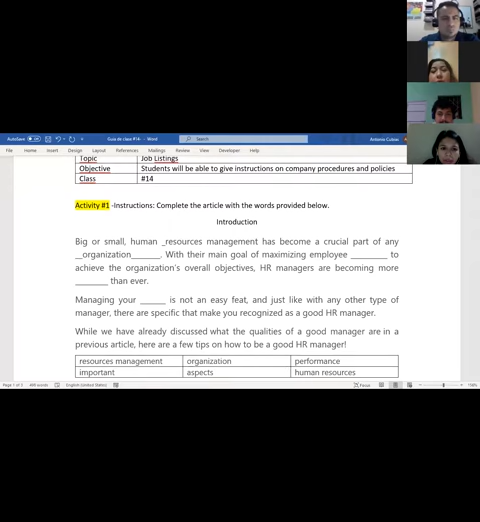 AutoSave Off Guia de clase #14- - Word Search Antonio Cubow
File Home Insert Design Layout References Mailings Review View Developer Help
Topic Job Listings
Objective Students will be able to give instructions on company procedures and policies
Class #14
Activity #1 -Instructions: Complete the article with the words provided below.
Introduction
Big or small, human _resources management has become a crucial part of any
__organization_______. With their main goal of maximizing employee _________ to
achieve the organization's overall objectives, HR managers are becoming more
________ than ever.
Managing your ______ is not an easy feat, and just like with any other type of
manager, there are specific that make you recognized as a good HR manager.
While we have already discussed what the qualities of a good manager are in a
previous article, here are a few tips on how to be a good HR manager!
resources management organization performance
important aspects human resources
Page 1 of 3 English (United States) Focus